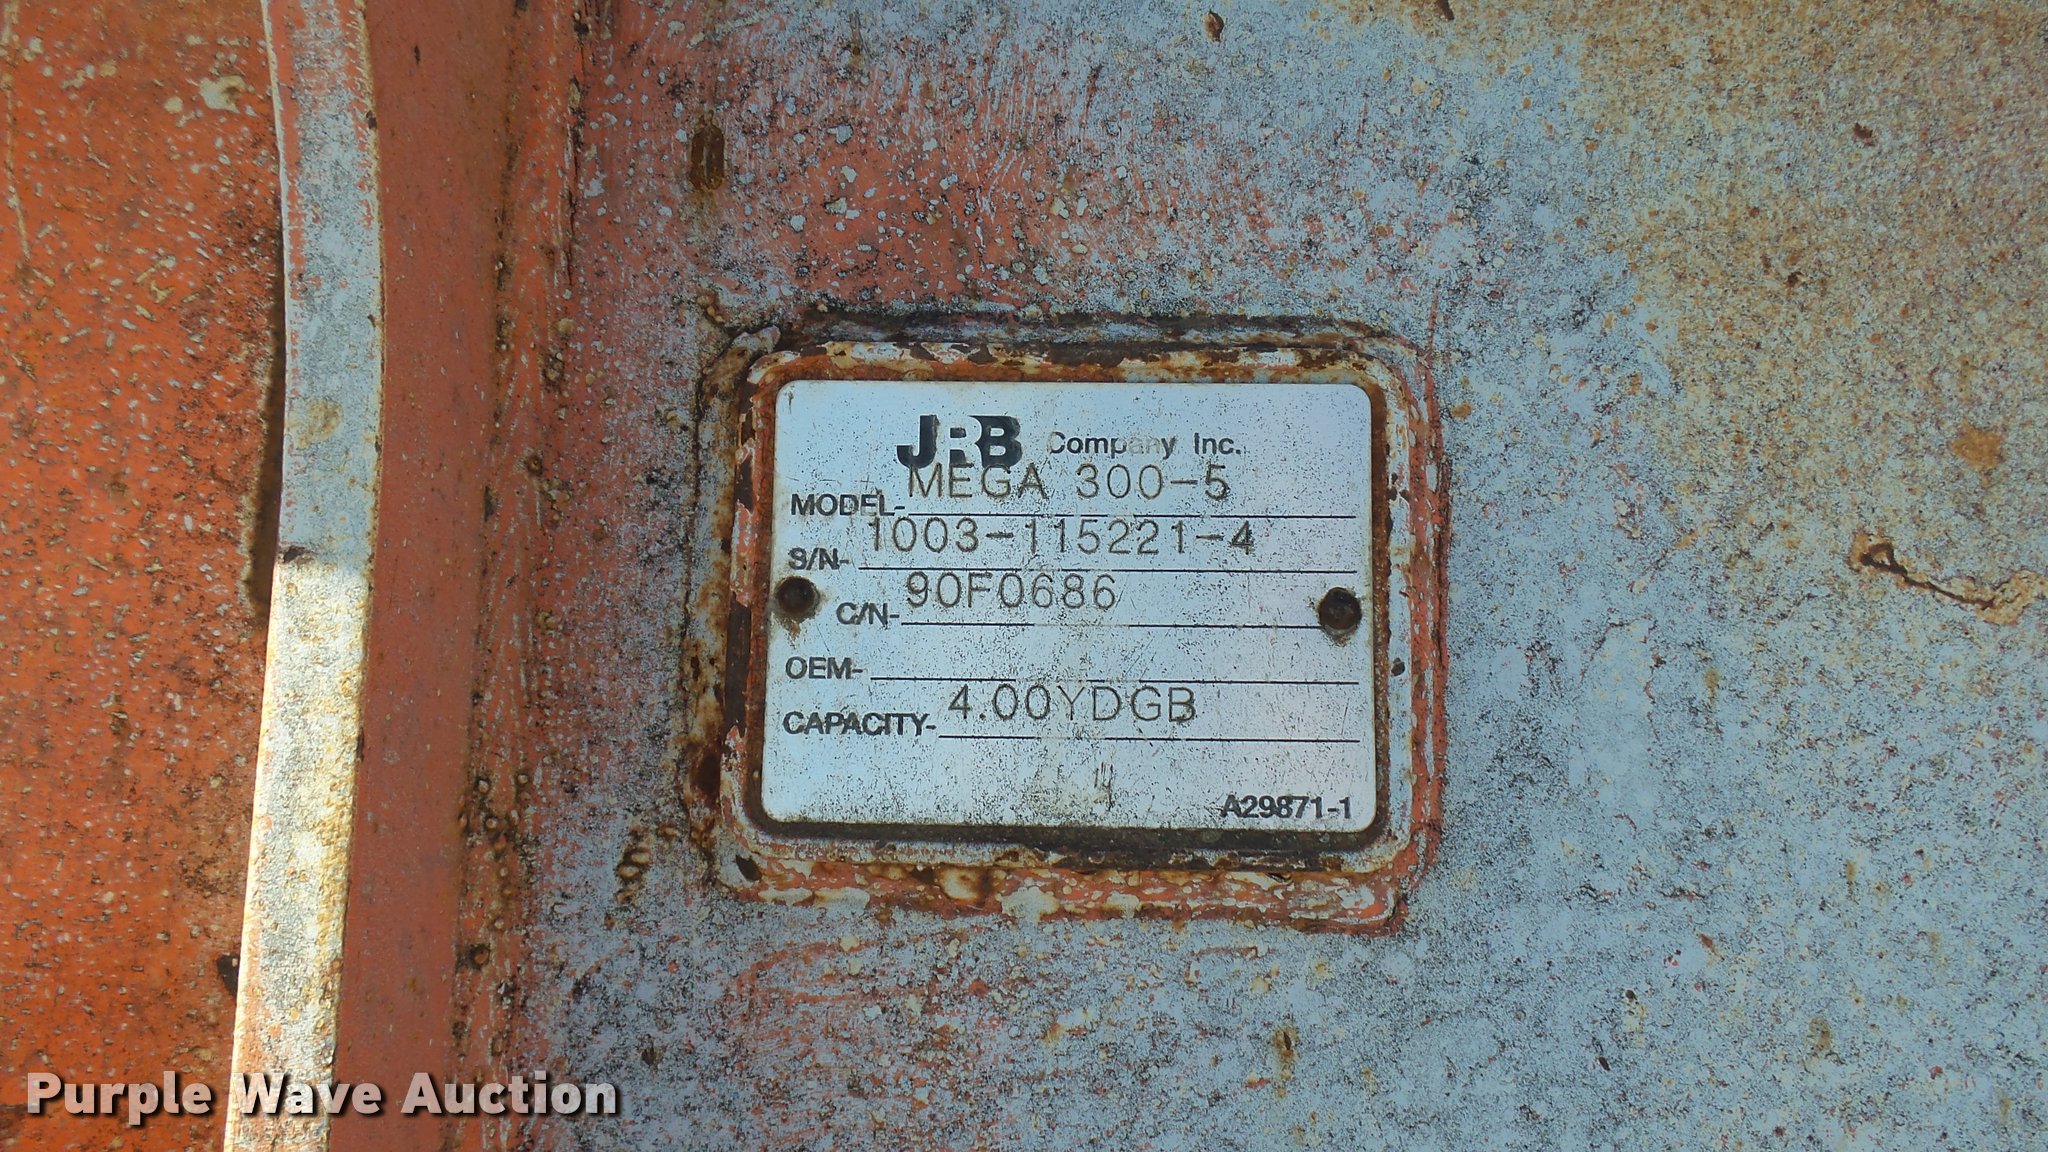 JRB Company Inc.
MODEL- MEGA 300-5
S/N- 1003-115221-4
C/N- 90F0686
OEM-
CAPACITY- 4.00YDGB
A29871-1
Purple Wave Auction